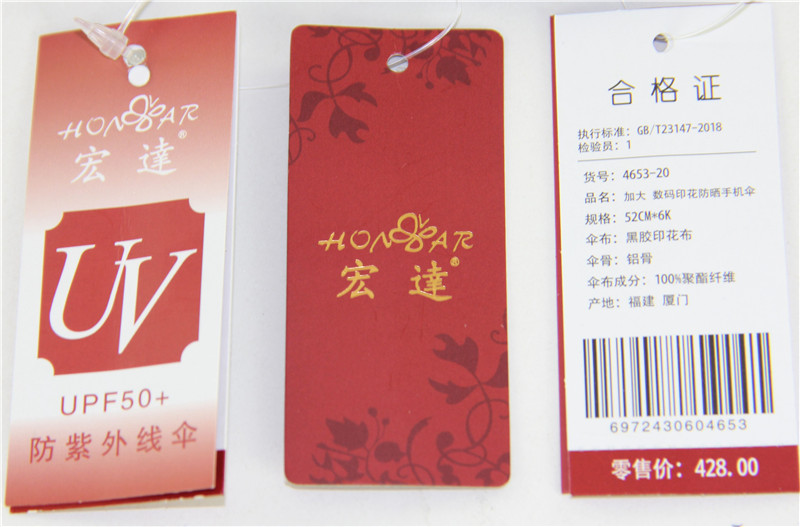 HONGAR
宏達®
UV
UPF50+
防紫外线伞
HONGAR
宏達®
合格证
执行标准：GB/T23147-2018
检验员：1
货号：4653-20
品名：加大 数码印花防晒手机伞
规格：52CM*6K
伞布：黑胶印花布
伞骨：铝骨
伞布成分：100%聚酯纤维
产地：福建 厦门
6972430604653
零售价：428.00